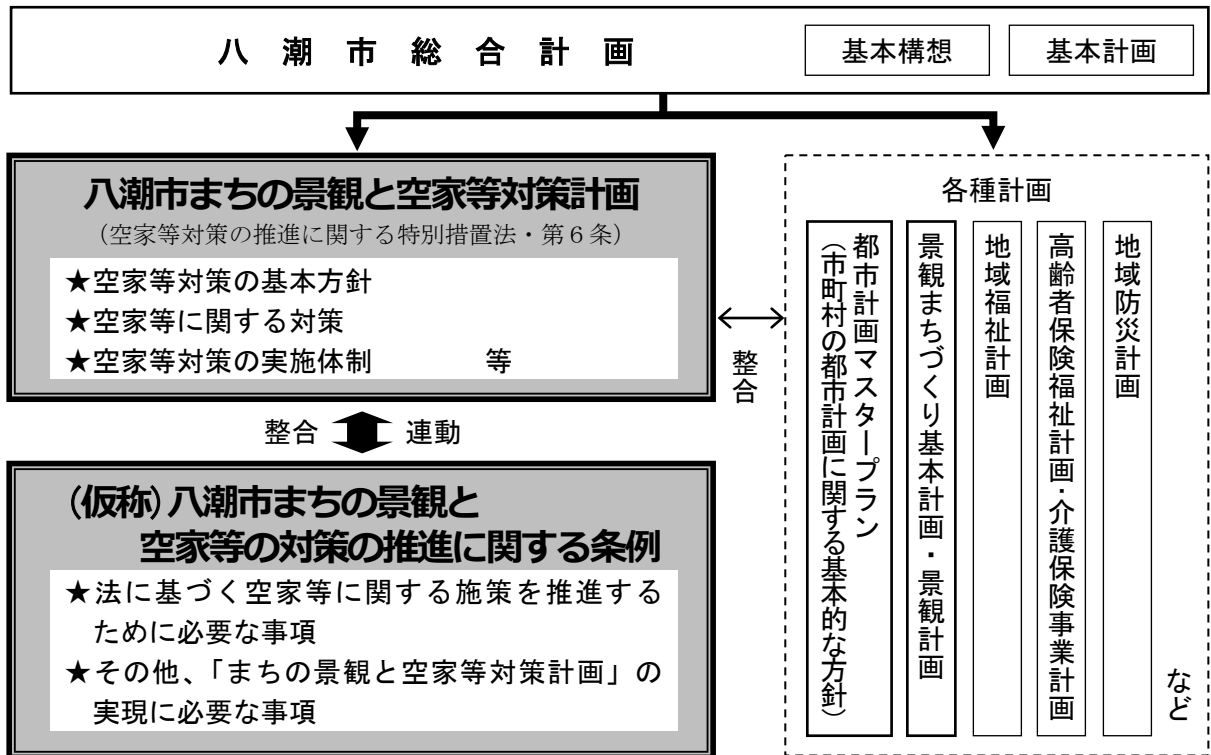 八潮市総合計画
基本構想
基本計画
八潮市まちの景観と空家等対策計画
(空家等対策の推進に関する特別措置法・第６条)
★空家等対策の基本方針
★空家等に関する対策
★空家等対策の実施体制　　　　等
整合
連動
(仮称)八潮市まちの景観と
空家等の対策の推進に関する条例
★法に基づく空家等に関する施策を推進する
ために必要な事項
★その他、「まちの景観と空家等対策計画」の
実現に必要な事項
整合
各種計画
都市計画マスタープラン
(市町村の都市計画に関する基本的な方針)
景観まちづくり基本計画・景観計画
地域福祉計画
高齢者保険福祉計画・介護保険事業計画
地域防災計画
など